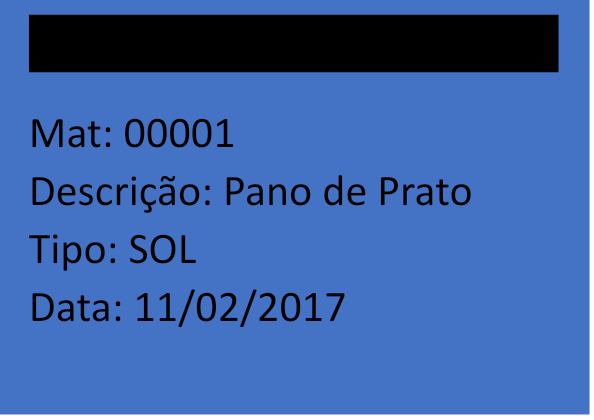 Mat: 00001
Descrição: Pano de Prato
Tipo: SOL
Data: 11/02/2017